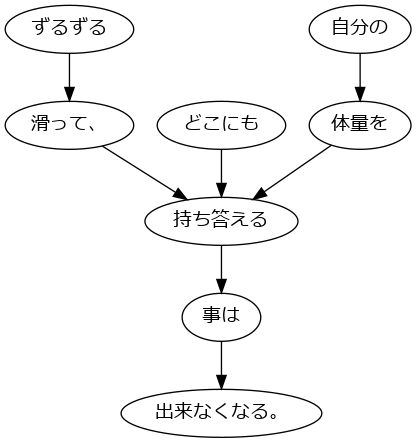 ずるずる
自分の
滑って、
どこにも
体量を
持ち答える
事は
出来なくなる。